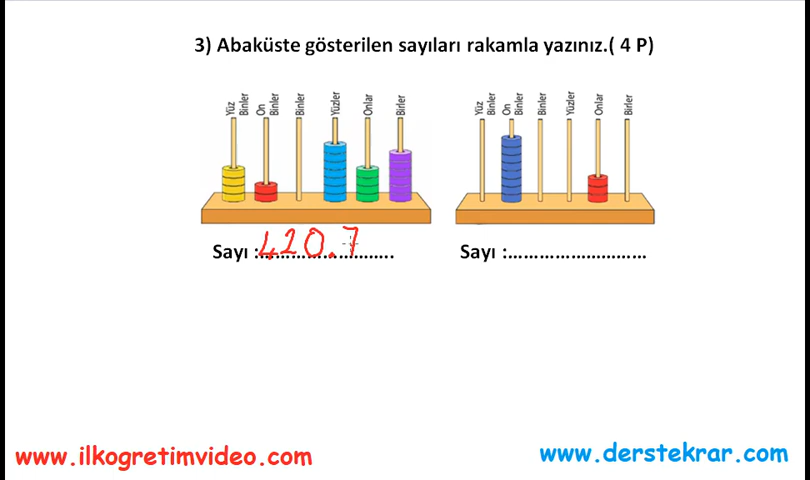 3) Abaküste gösterilen sayıları rakamla yazınız.( 4 P)
Yüz Binler On Binler Binler Yüzler Onlar Birler
Yüz Binler On Binler Binler Yüzler Onlar Birler
Sayı :420.7
Sayı :……………………….
www.ilkogretimvideo.com
www.derstekrar.com